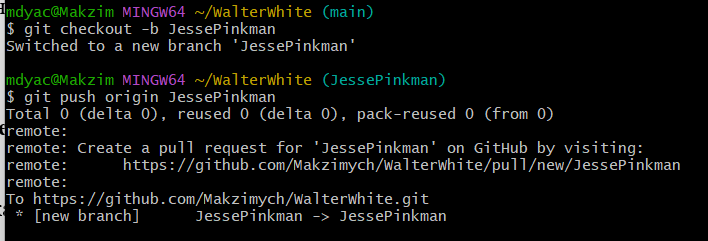 mdyac@Makzim MINGW64 ~/WalterWhite (main)
$ git checkout -b JessePinkman
Switched to a new branch 'JessePinkman'

mdyac@Makzim MINGW64 ~/WalterWhite (JessePinkman)
$ git push origin JessePinkman
Total 0 (delta 0), reused 0 (delta 0), pack-reused 0 (from 0)
remote:
remote: Create a pull request for 'JessePinkman' on GitHub by visiting:
remote:      https://github.com/Makzimych/WalterWhite/pull/new/JessePinkman
remote:
To https://github.com/Makzimych/WalterWhite.git
 * [new branch]      JessePinkman -> JessePinkman